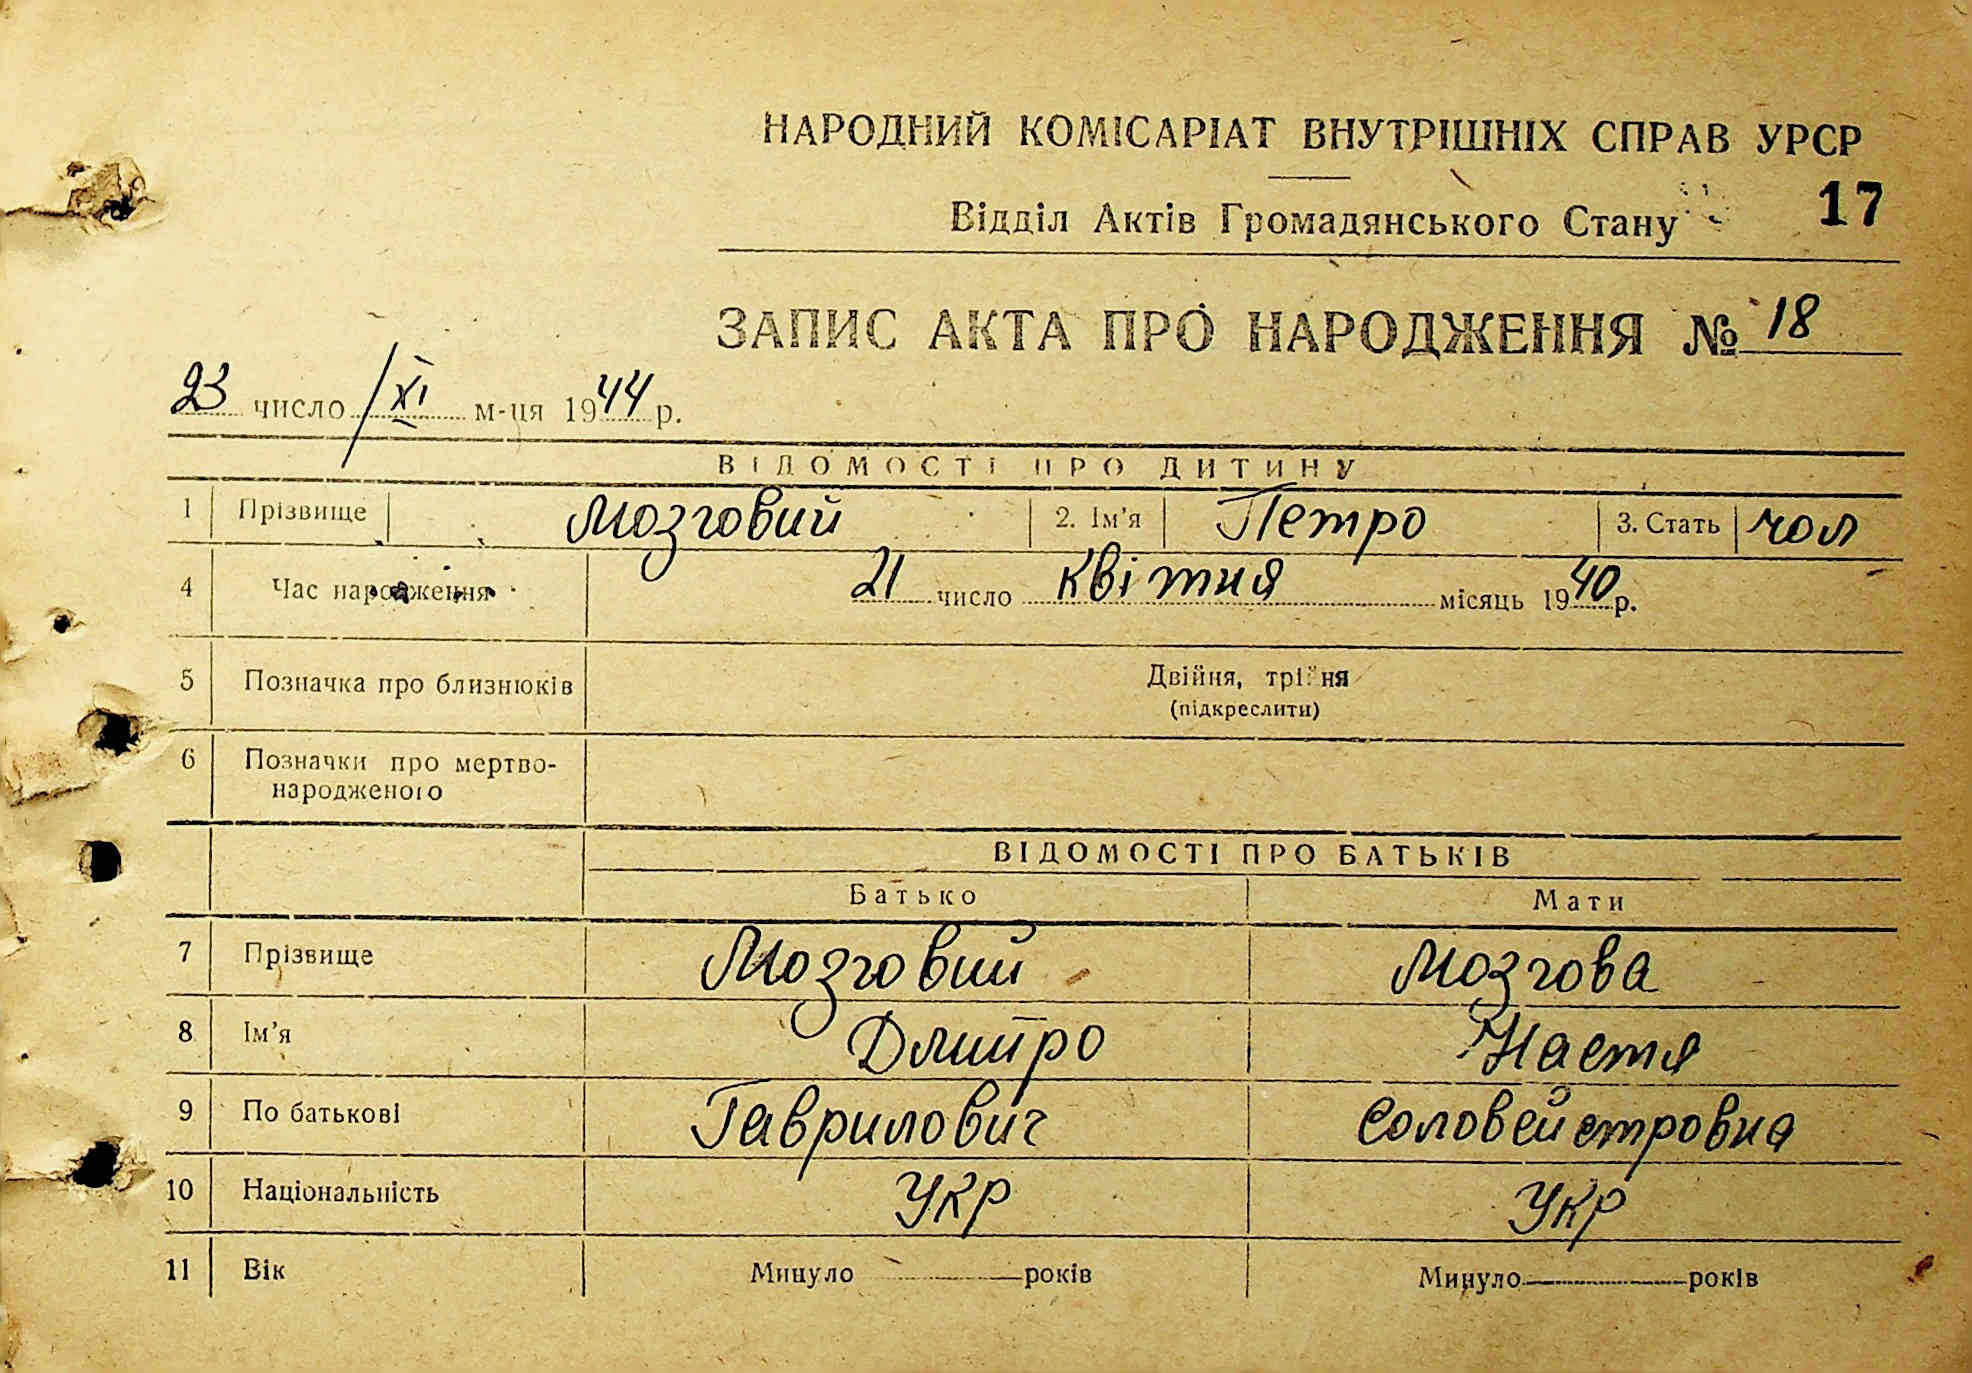 НАРОДНИЙ КОМІСАРІАТ ВНУТРІШНІХ СПРАВ УРСР
Відділ Актів Громадянського Стану 17
ЗАПИС АКТА ПРО НАРОДЖЕННЯ № 18
23 число XI м-ця 1944 р.
ВІДОМОСТІ ПРО ДИТИНУ
1 Прізвище Мозговий 2. Ім'я Петро 3. Стать чол
4 Час народження 21 число квітня місяць 1940 р.
5 Позначка про близнюків Двійня, трійня
(підкреслити)
6 Позначки про мертво-
народженого
ВІДОМОСТІ ПРО БАТЬКІВ
Батько Мати
7 Прізвище Мозговий Мозгова
8 Ім'я Дмитро Настя
9 По батькові Гаврилович Соловейстровна
10 Національність Укр Укр
11 Вік Минуло років Минуло років